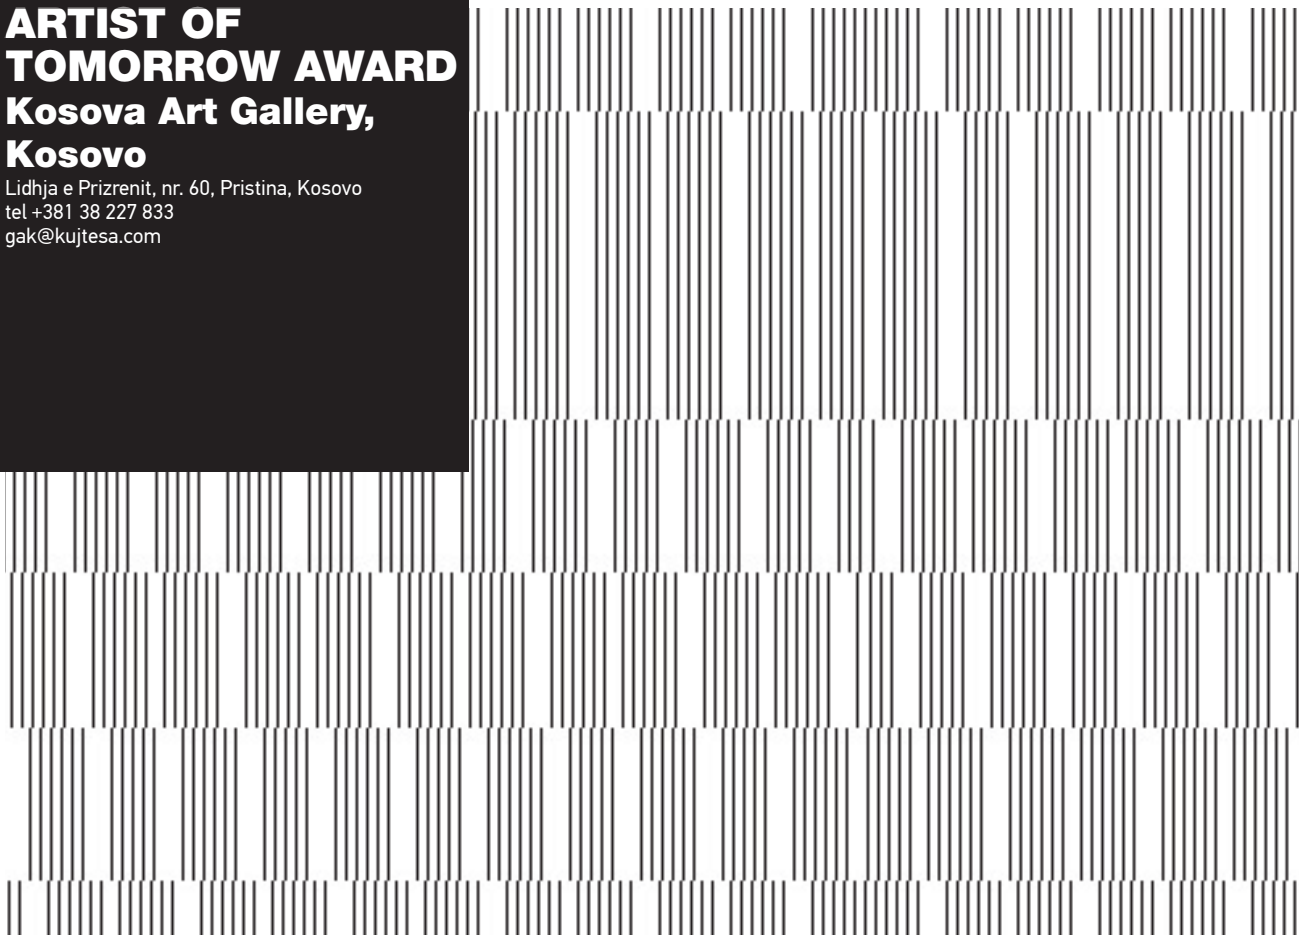 ARTIST OF
TOMORROW AWARD
Kosova Art Gallery,
Kosovo
Lidhja e Prizrenit, nr. 60, Pristina, Kosovo
tel +381 38 227 833
gak@kujtesa.com